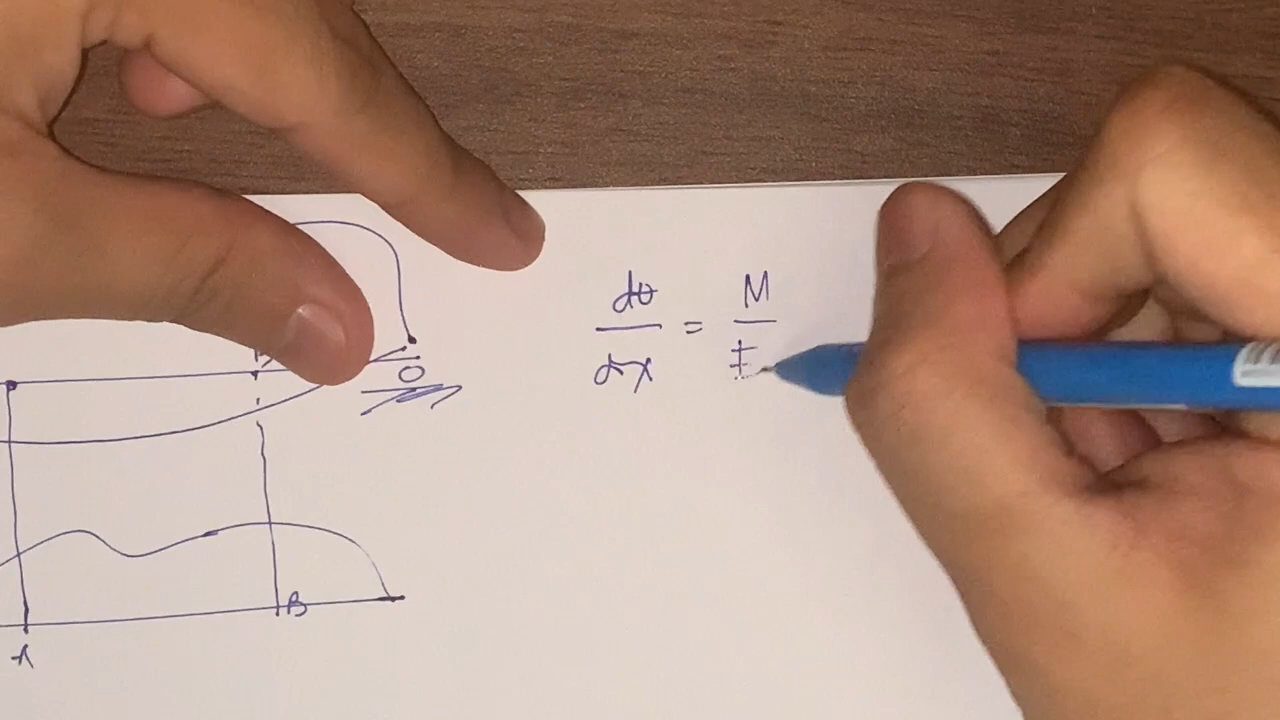 dθ/dx = M/E
O
B
A